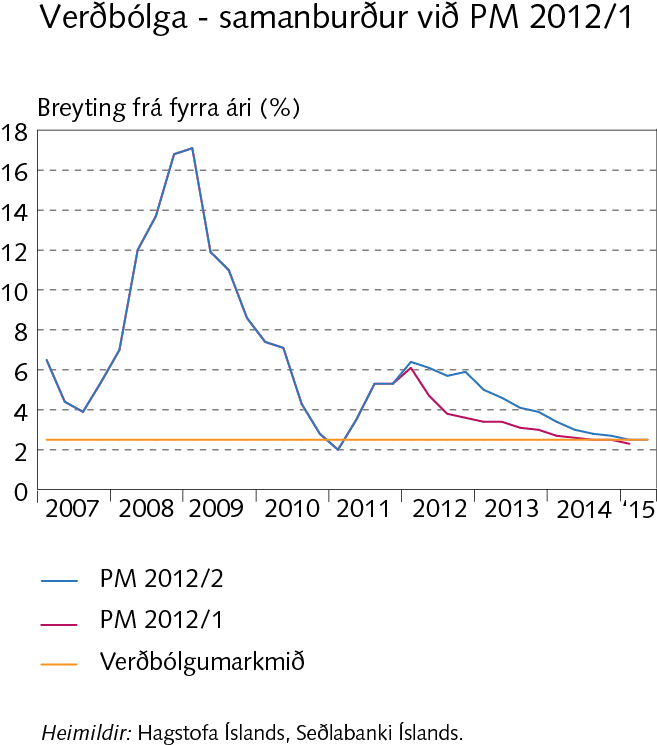 Verðbólga - samanburður við PM 2012/1
Breyting frá fyrra ári (%)
18
16
14
12
10
8
6
4
2
0
2007 2008 2009 2010 2011 2012 2013 2014 '15
PM 2012/2
PM 2012/1
Verðbólgumarkmið
Heimildir: Hagstofa Íslands, Seðlabanki Íslands.